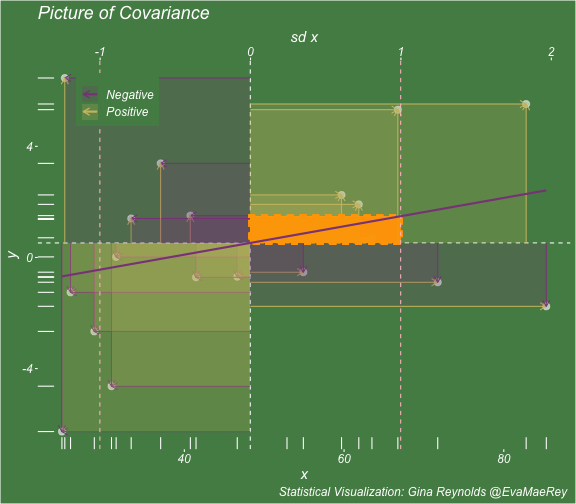 Picture of Covariance
sd x
-1 0 1 2
Negative
Positive
4
0
-4
y
40 60 80
x
Statistical Visualization: Gina Reynolds @EvaMaeRey